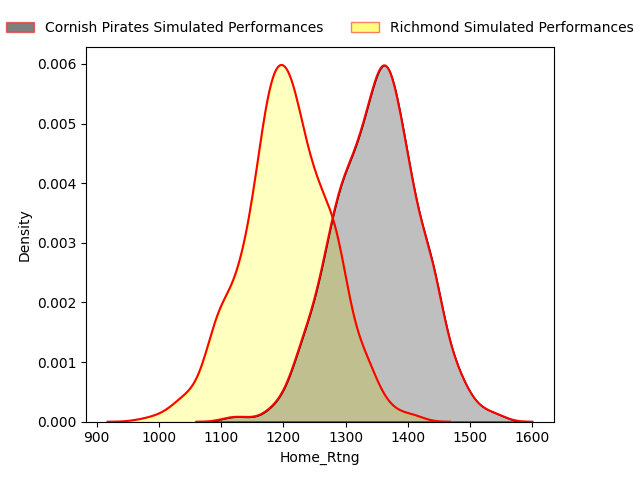 Cornish Pirates Simulated Performances Richmond Simulated Performances
0.006
0.005
0.004
0.003
0.002
0.001
0.000
Density
900 1000 1100 1200 1300 1400 1500 1600
Home_Rtng